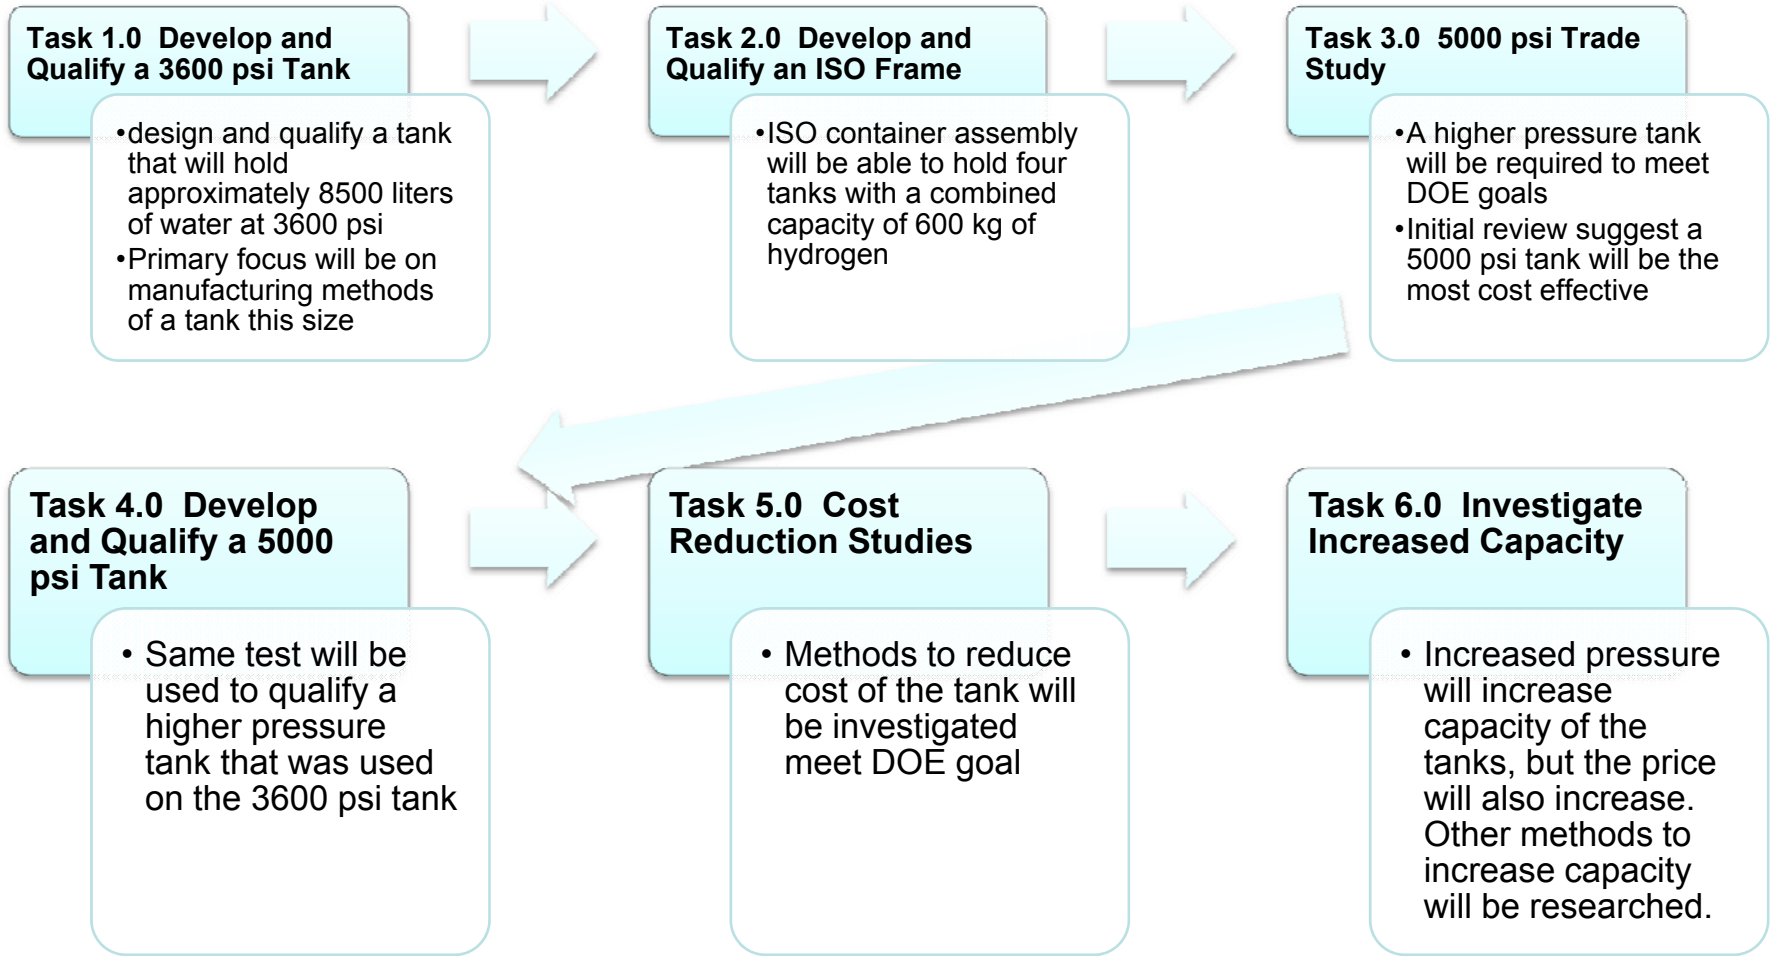 Task 1.0  Develop and
Qualify a 3600 psi Tank
•design and qualify a tank
that will hold
approximately 8500 liters
of water at 3600 psi
•Primary focus will be on
manufacturing methods
of a tank this size
Task 2.0  Develop and
Qualify an ISO Frame
•ISO container assembly
will be able to hold four
tanks with a combined
capacity of 600 kg of
hydrogen
Task 3.0  5000 psi Trade
Study
•A higher pressure tank
will be required to meet
DOE goals
•Initial review suggest a
5000 psi tank will be the
most cost effective
Task 4.0  Develop
and Qualify a 5000
psi Tank
• Same test will be
used to qualify a
higher pressure
tank that was used
on the 3600 psi tank
Task 5.0  Cost
Reduction Studies
• Methods to reduce
cost of the tank will
be investigated
meet DOE goal
Task 6.0  Investigate
Increased Capacity
• Increased pressure
will increase
capacity of the
tanks, but the price
will also increase.
Other methods to
increase capacity
will be researched.